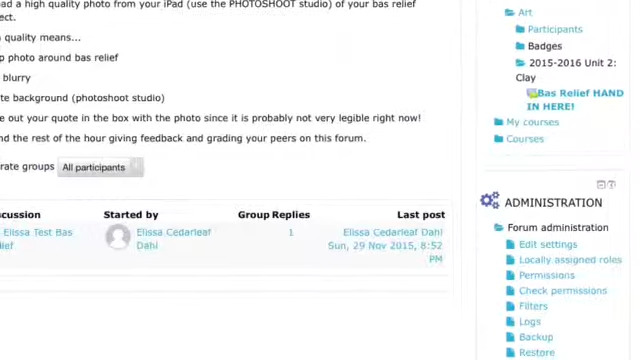 ad a high quality photo from your iPad (use the PHOTOSHOOT studio) of your bas relief
ect.
quality means...
p photo around bas relief
blurry
te background (photoshoot studio)
e out your quote in the box with the photo since it is probably not very legible right now!
nd the rest of the hour giving feedback and grading your peers on this forum.
rate groups All participants
cussion Started by Group Replies Last post
Elissa Test Bas
lief
Elissa Cedarleaf
Dahl
1
Elissa Cedarleaf Dahl
Sun, 29 Nov 2015, 8:52
PM
Art
Participants
Badges
2015-2016 Unit 2:
Clay
Bas Relief HAND
IN HERE!
My courses
Courses
ADMINISTRATION
Forum administration
Edit settings
Locally assigned roles
Permissions
Check permissions
Filters
Logs
Backup
Restore